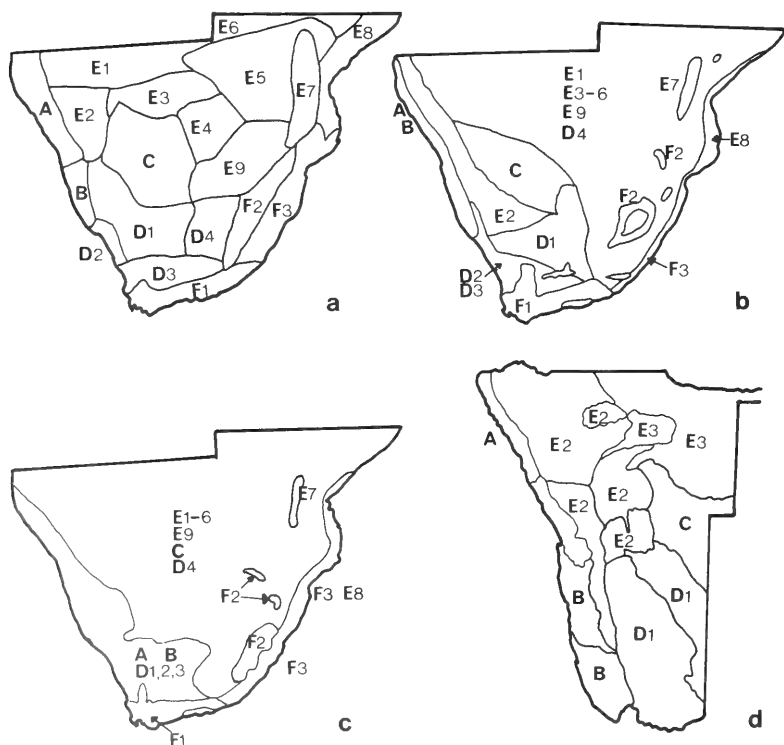 E6
E8
E1
E5
E3
E7
A
E2
E4
C
E9
B
F2
D1
D4
F3
D2
D3
F1
a
E1
E3-6
E9
D4
E7
A
B
E8
C
F2
E2
F2
D1
D2
D3
F3
F1
b
E7
E1-6
E9
C
D4
F2
F3 E8
A B
D1,2,3
F2
F3
F1
c
E2
E3
E3
A
E2
E2
E2
C
E2
B
D1
D1
B
d